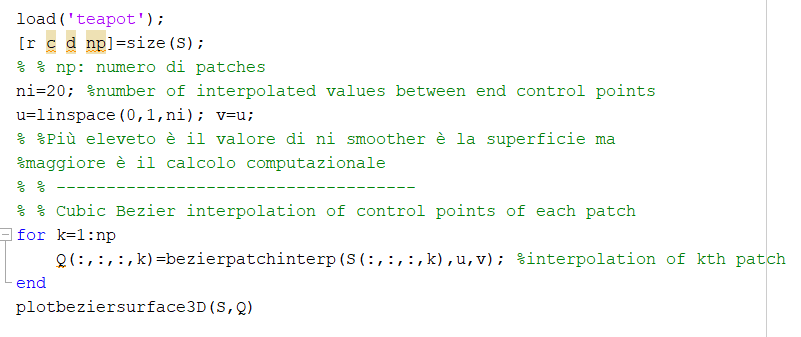 load('teapot');
[r c d np]=size(S);
% % np: numero di patches
ni=20; %number of interpolated values between end control points
u=linspace(0,1,ni); v=u;
% %Più eleveto è il valore di ni smoother è la superficie ma
%maggiore è il calcolo computazionale
% % ------------------------------------
% % Cubic Bezier interpolation of control points of each patch
for k=1:np
    Q(:,:,:,k)=bezierpatchinterp(S(:,:,:,k),u,v); %interpolation of kth patch
end
plotbeziersurface3D(S,Q)